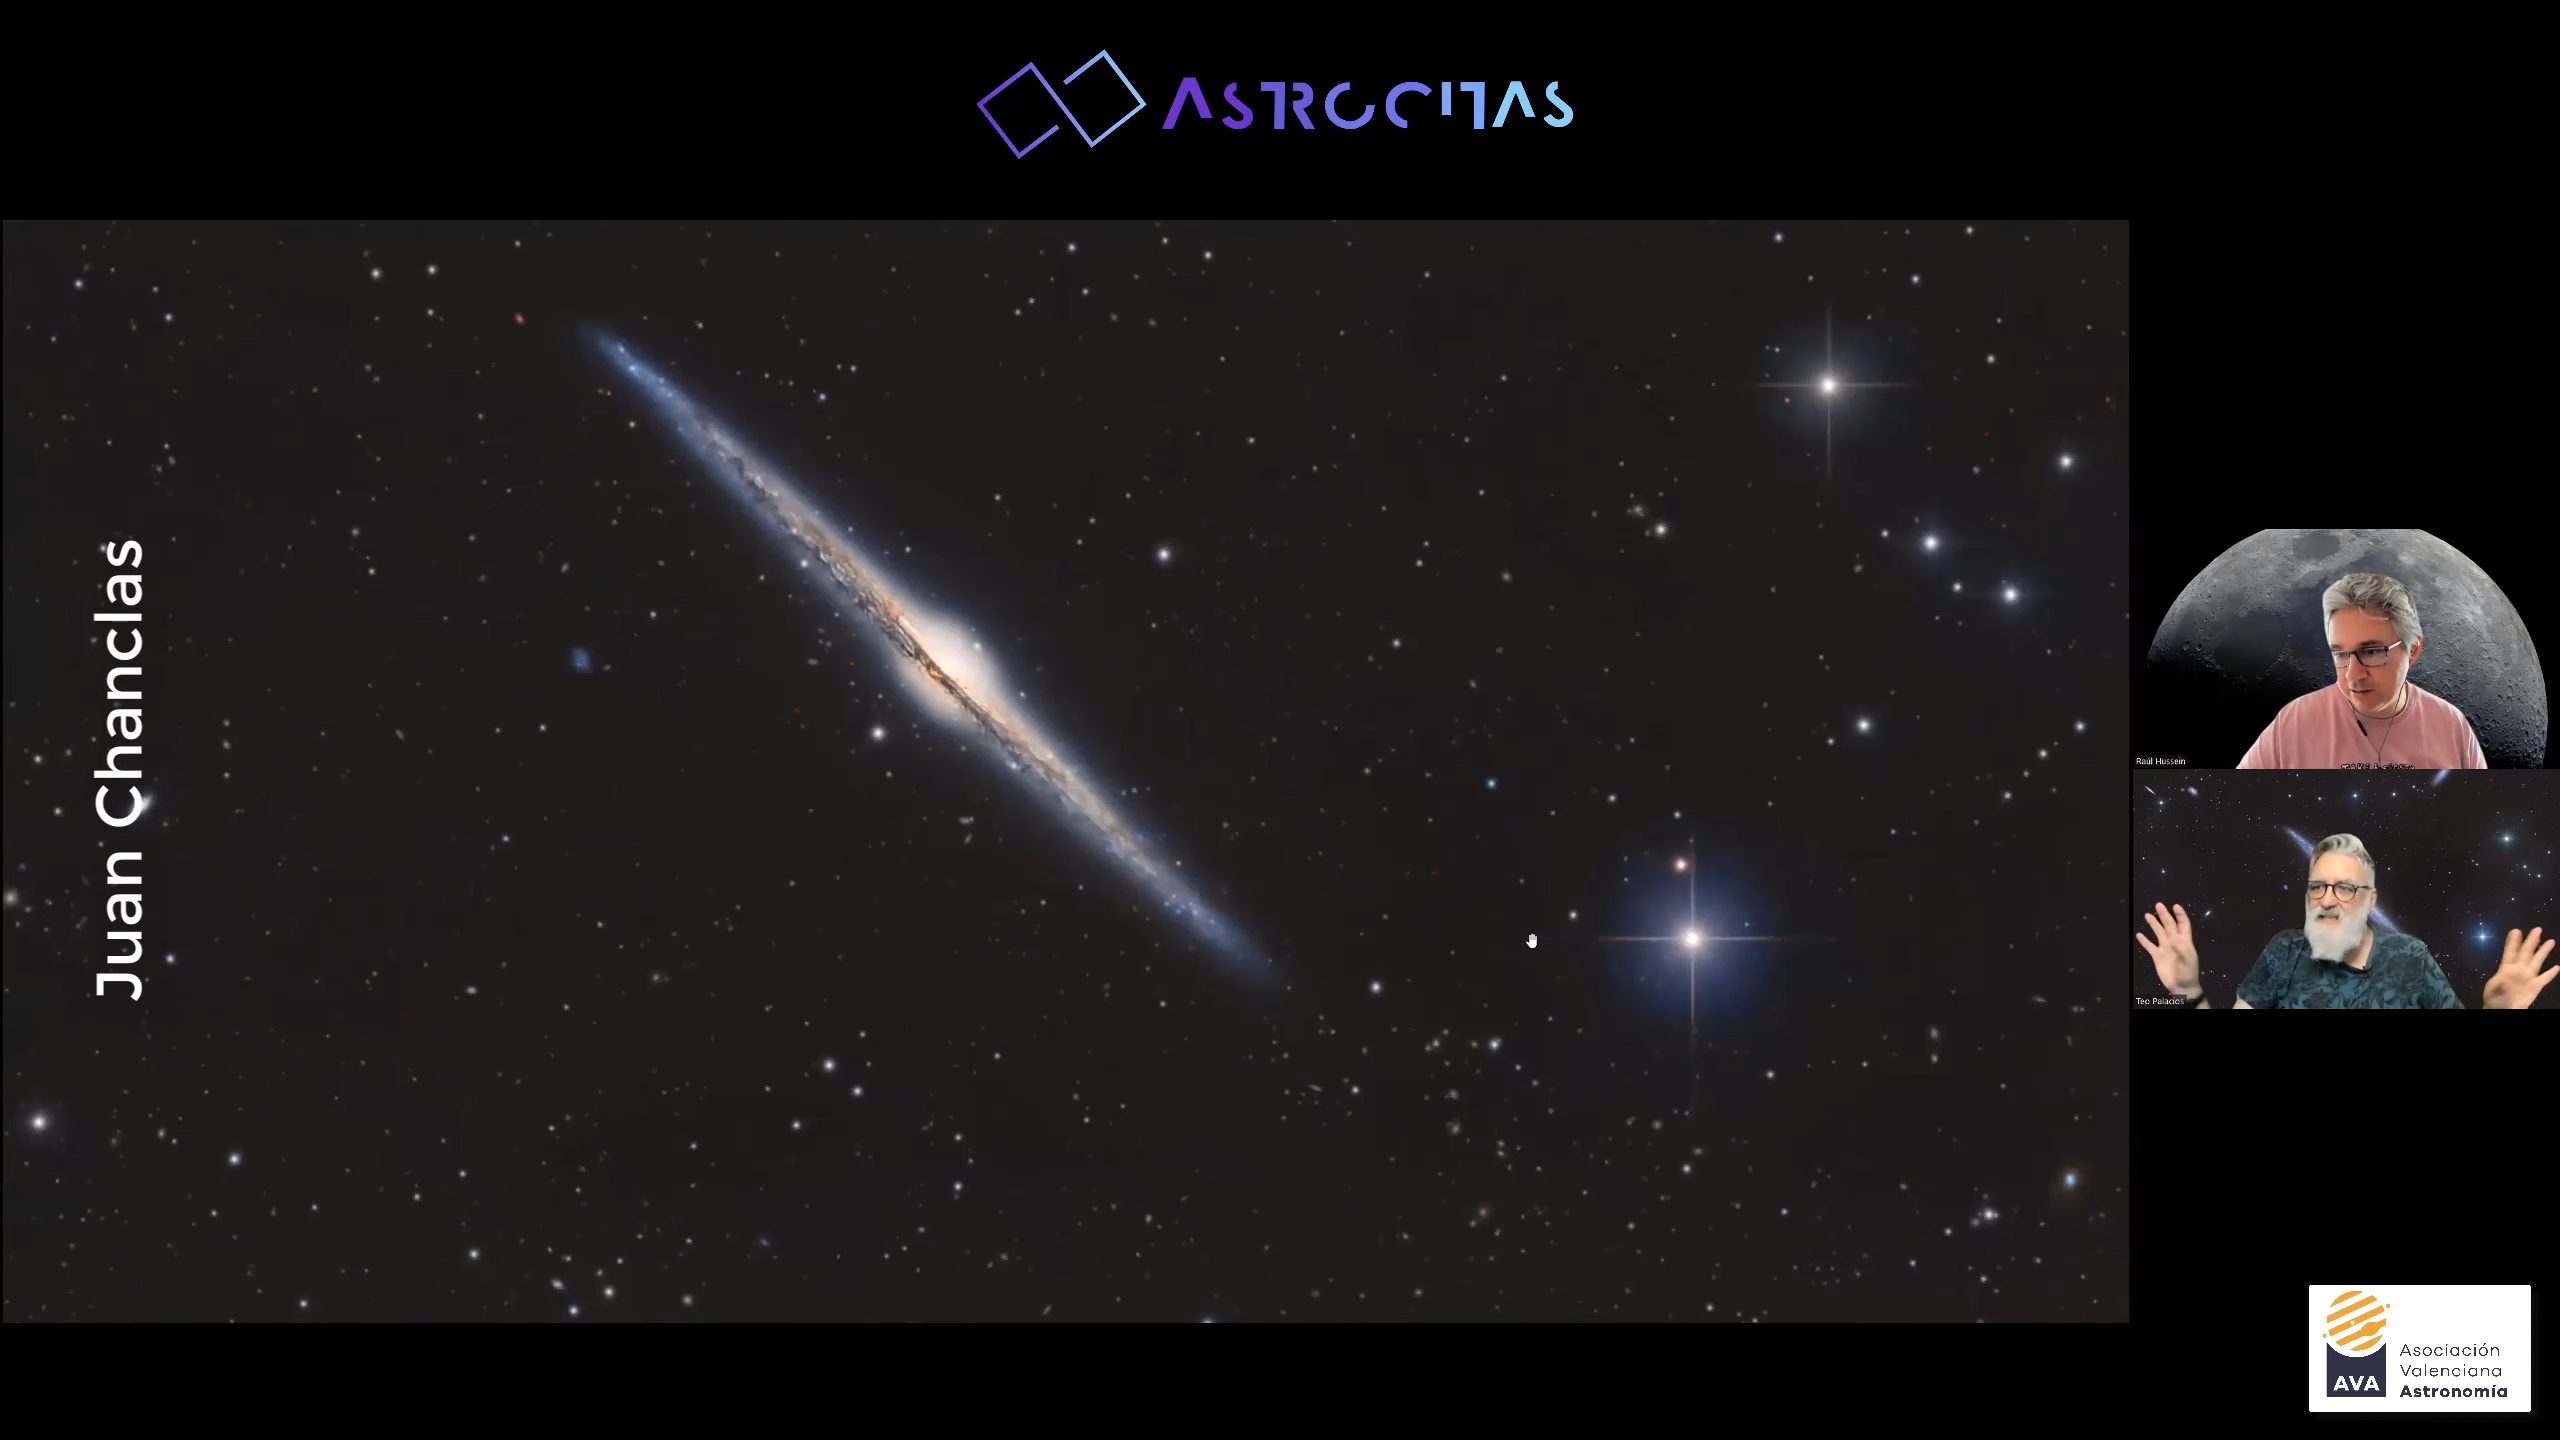 ASTROCITAS
Juan Chanclas
Raúl Hussein
Teo Palacios
AVA
Asociación
Valenciana
Astronomía